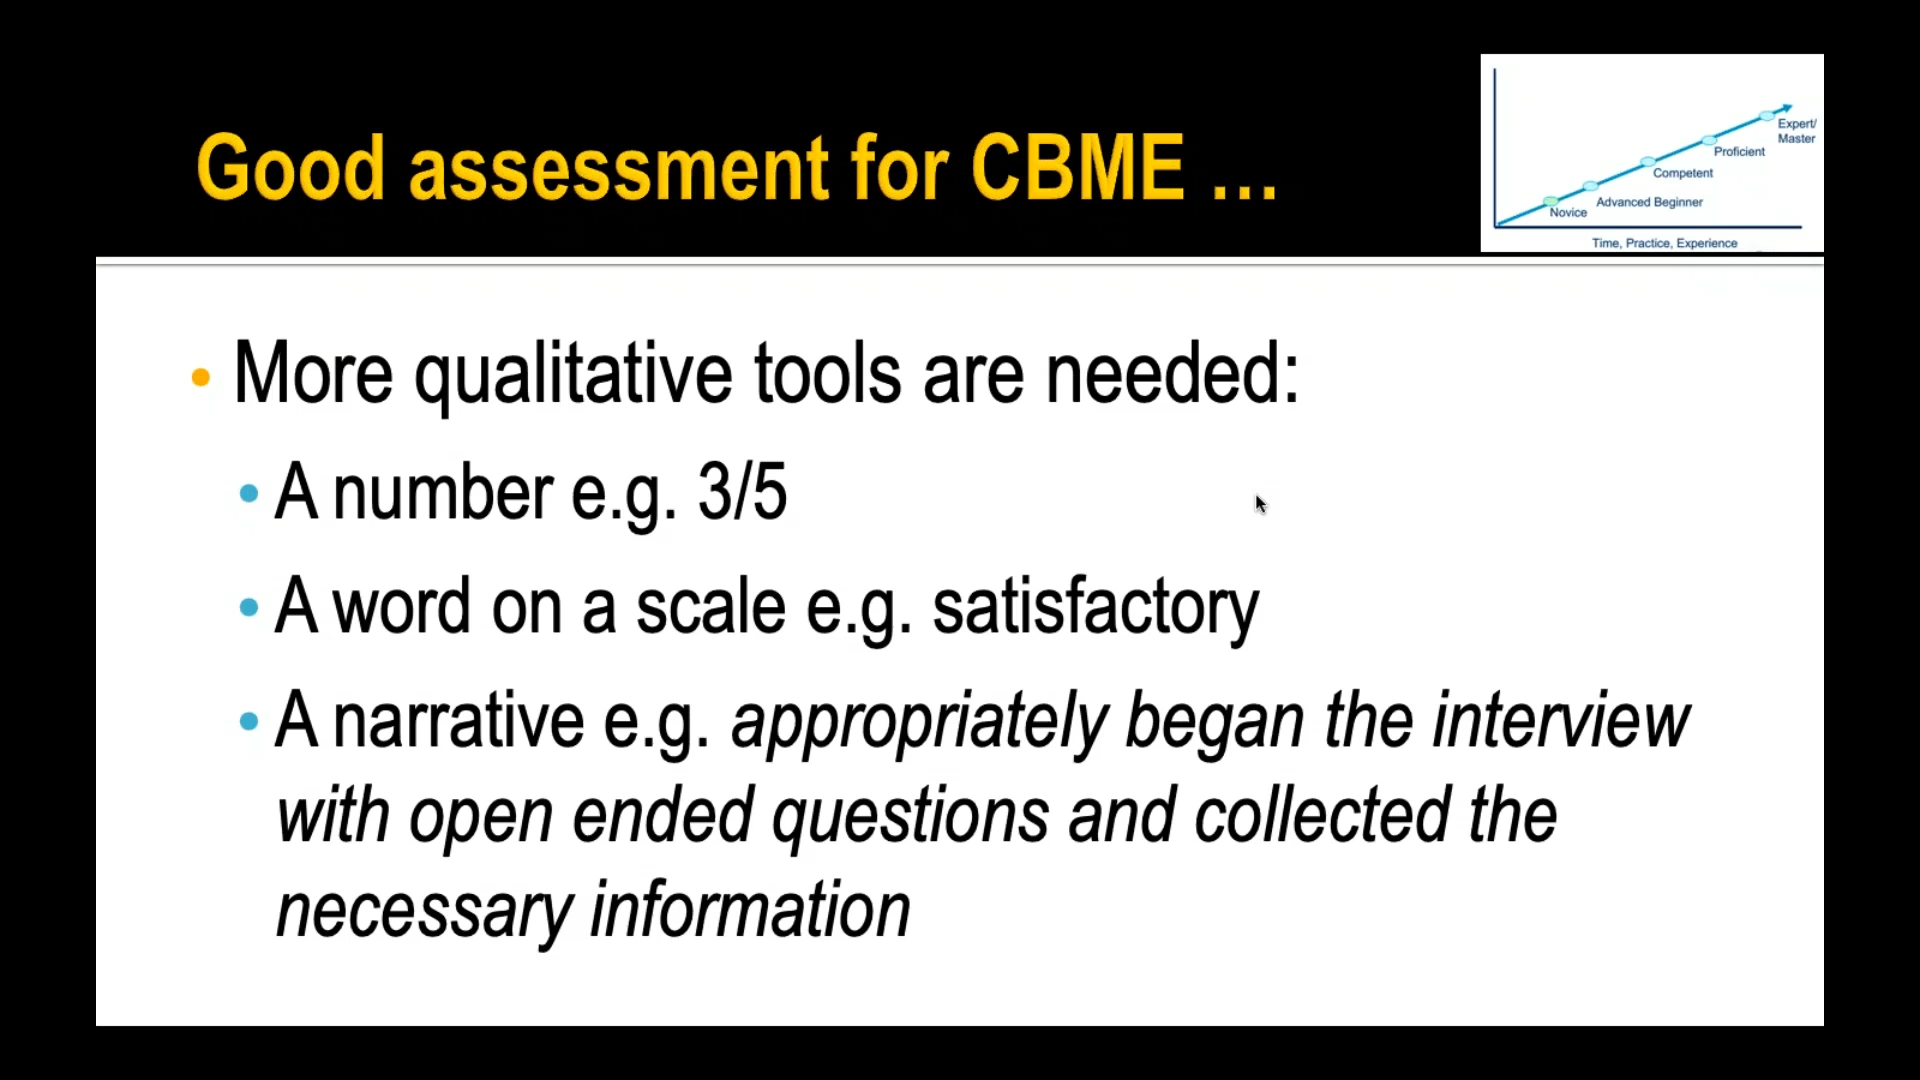 Good assessment for CBME ...
Expert/
Master
Proficient
Competent
Advanced Beginner
Novice
Time, Practice, Experience
• More qualitative tools are needed:
• A number e.g. 3/5
• A word on a scale e.g. satisfactory
• A narrative e.g. appropriately began the interview
with open ended questions and collected the
necessary information